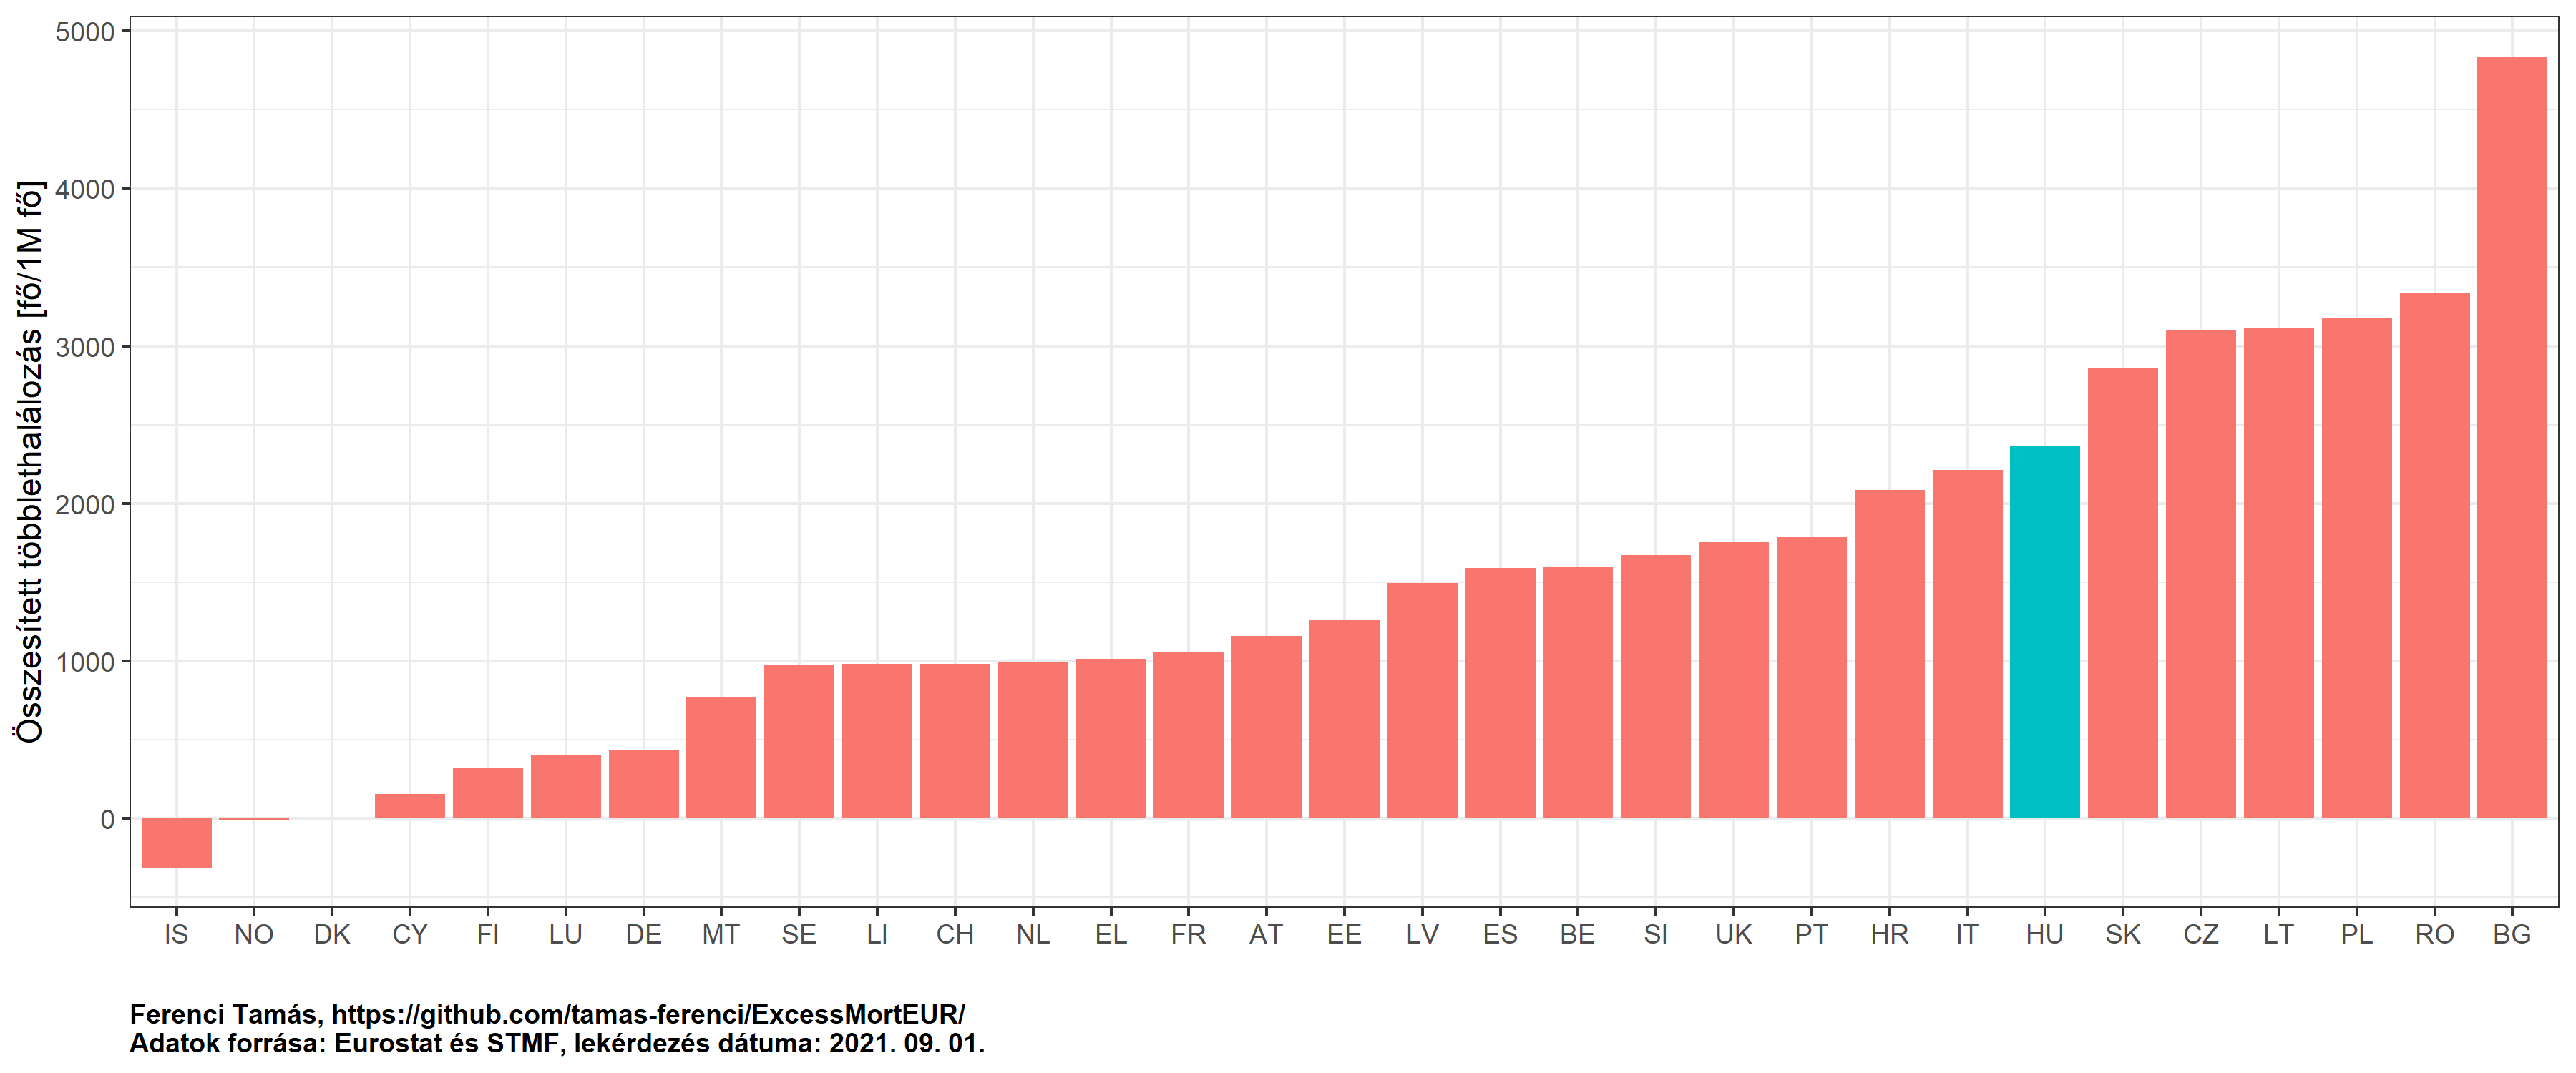 Összesített többlethalálozás [fő/1M fő]
5000
4000
3000
2000
1000
0
IS NO DK CY FI LU DE MT SE LI CH NL EL FR AT EE LV ES BE SI UK PT HR IT HU SK CZ LT PL RO BG
Ferenci Tamás, https://github.com/tamas-ferenci/ExcessMortEUR/
Adatok forrása: Eurostat és STMF, lekérdezés dátuma: 2021. 09. 01.